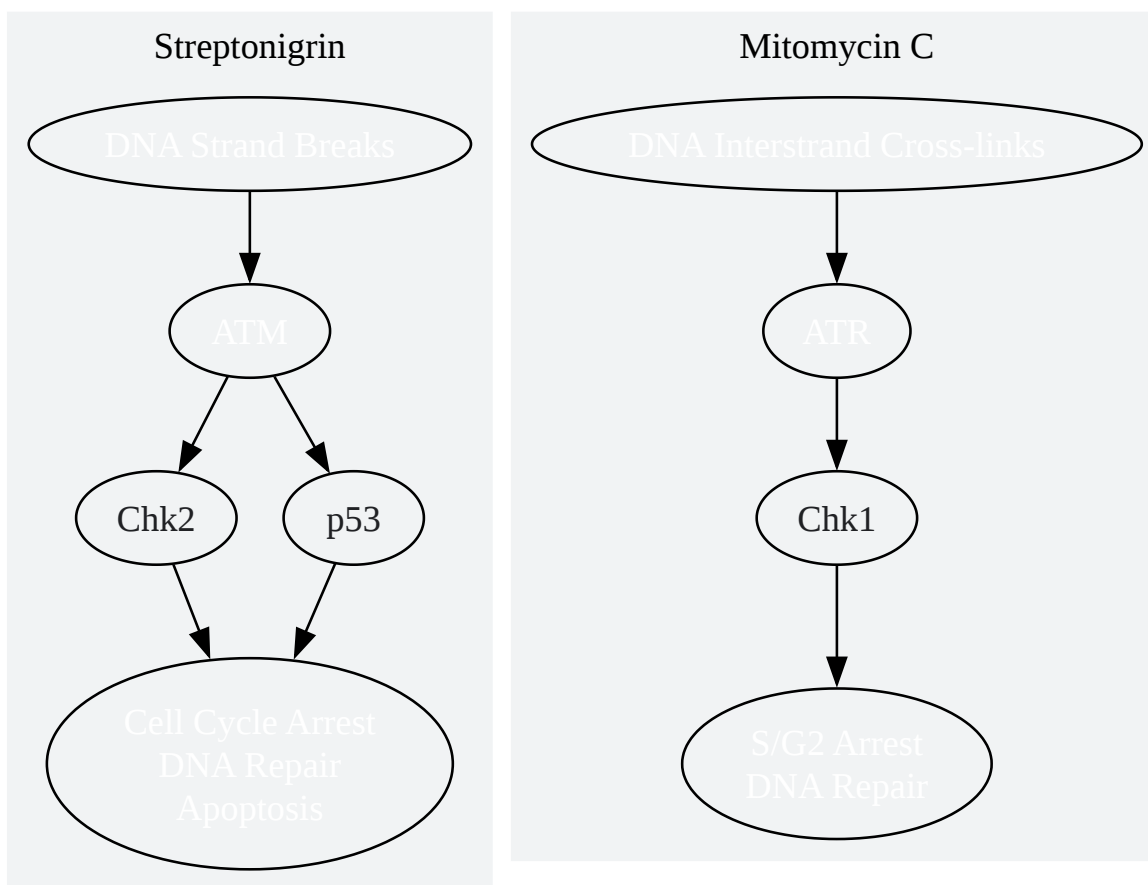 Streptonigrin
DNA Strand Breaks
ATM
Chk2
p53
Cell Cycle Arrest
DNA Repair
Apoptosis
Mitomycin C
DNA Interstrand Cross-links
ATR
Chk1
S/G2 Arrest
DNA Repair